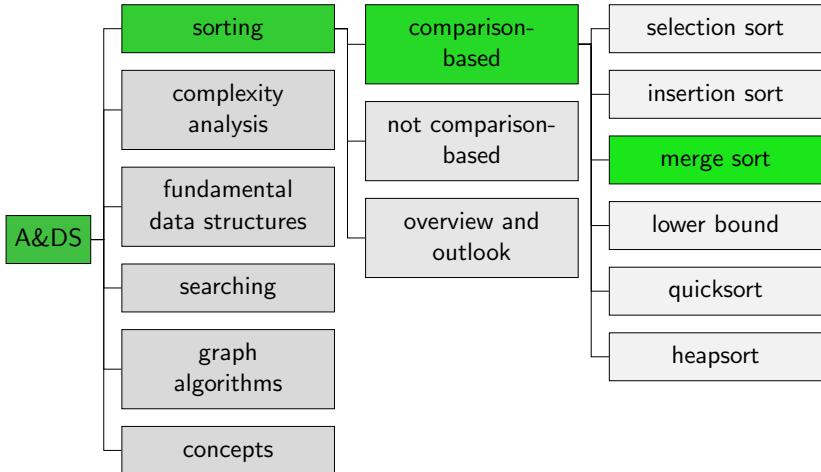 A&DS
sorting
complexity
analysis
fundamental
data structures
searching
graph
algorithms
concepts
comparison-
based
not comparison-
based
overview and
outlook
selection sort
insertion sort
merge sort
lower bound
quicksort
heapsort